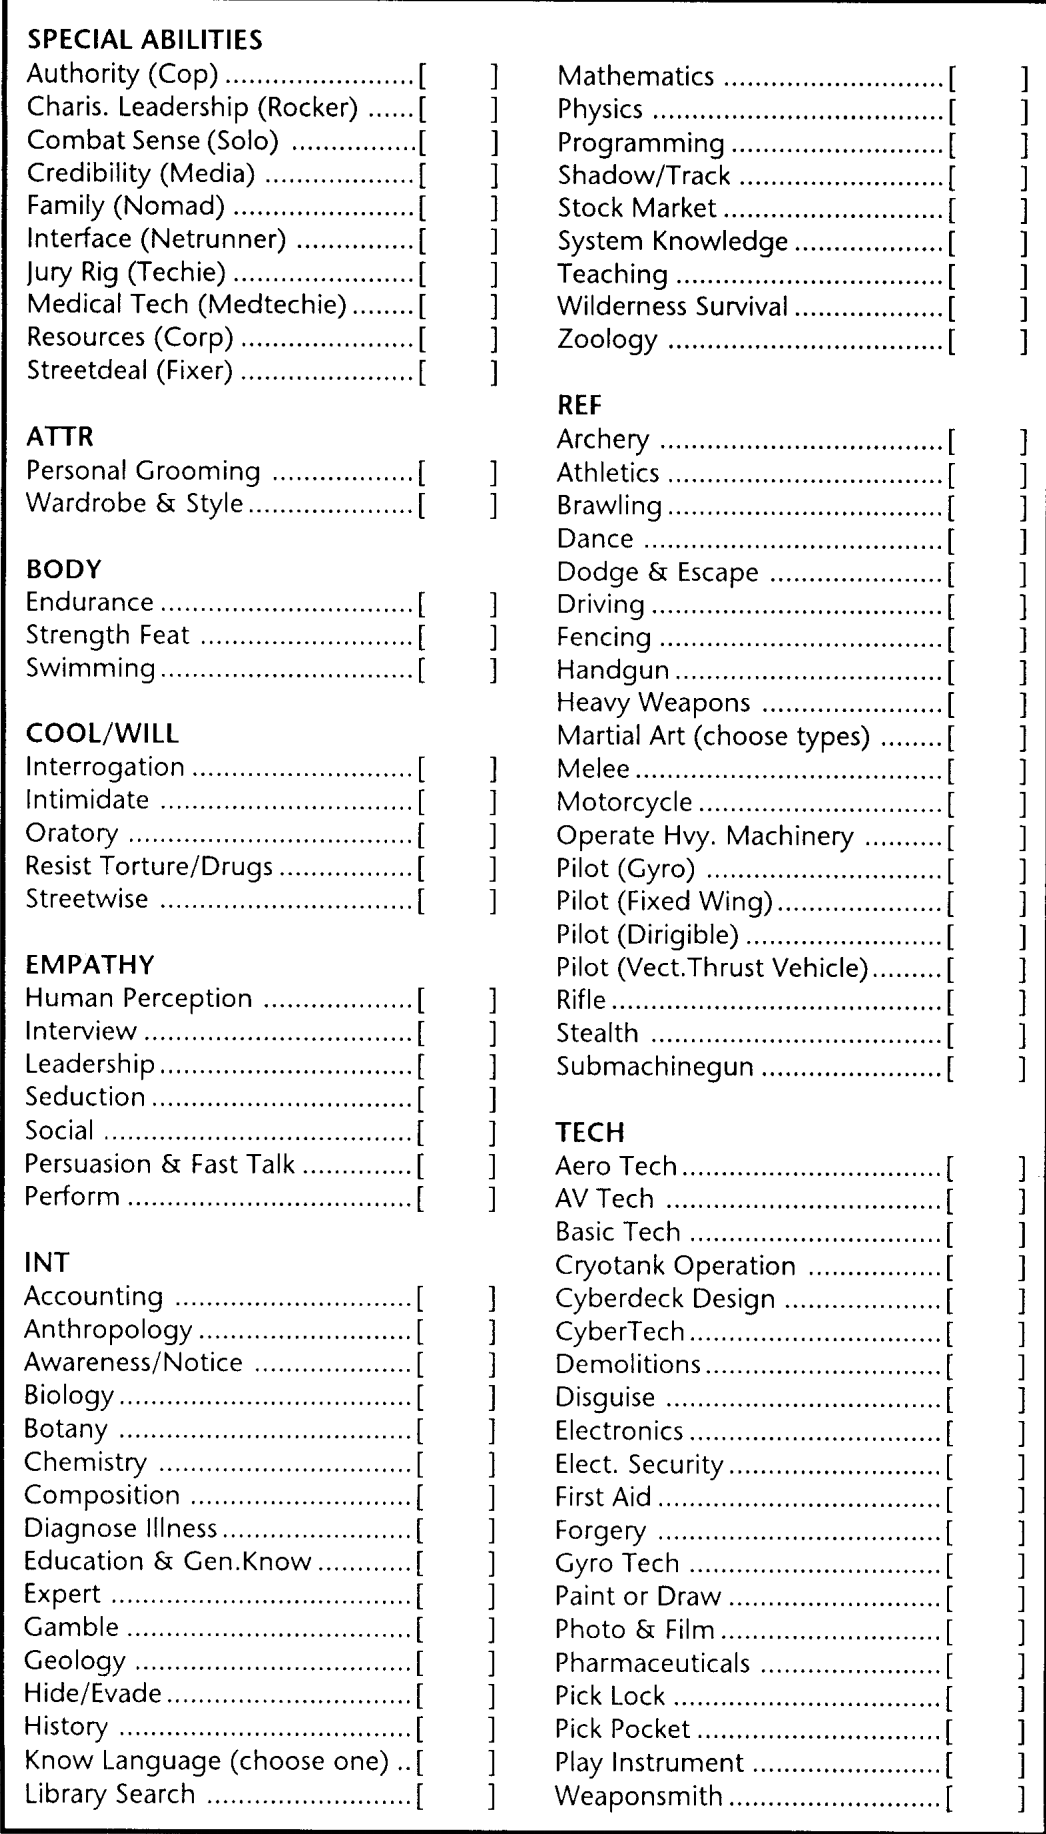 SPECIAL ABILITIES
Authority (Cop) ........................[ ]
Charis. Leadership (Rocker) ......[ ]
Combat Sense (Solo) ................[ ]
Credibility (Media) ...................[ ]
Family (Nomad) .......................[ ]
Interface (Netrunner) ...............[ ]
Jury Rig (Techie) .......................[ ]
Medical Tech (Medtechie) ........[ ]
Resources (Corp) ......................[ ]
Streetdeal (Fixer) ......................[ ]
ATTR
Personal Grooming ..................[ ]
Wardrobe & Style.....................[ ]
BODY
Endurance ................................[ ]
Strength Feat ...........................[ ]
Swimming ................................[ ]
COOL/WILL
Interrogation ............................[ ]
Intimidate ................................[ ]
Oratory ....................................[ ]
Resist Torture/Drugs .................[ ]
Streetwise ................................[ ]
EMPATHY
Human Perception ...................[ ]
Interview ..................................[ ]
Leadership................................[ ]
Seduction .................................[ ]
Social .......................................[ ]
Persuasion & Fast Talk ..............[ ]
Perform ....................................[ ]
INT
Accounting ..............................[ ]
Anthropology ...........................[ ]
Awareness/Notice ....................[ ]
Biology.....................................[ ]
Botany .....................................[ ]
Chemistry ................................[ ]
Composition ............................[ ]
Diagnose Illness........................[ ]
Education & Gen.Know ............[ ]
Expert ......................................[ ]
Gamble ....................................[ ]
Geology ...................................[ ]
Hide/Evade...............................[ ]
History .....................................[ ]
Know Language (choose one) ..[ ]
Library Search ..........................[ ]
Mathematics ............................[ ]
Physics .....................................[ ]
Programming ...........................[ ]
Shadow/Track ..........................[ ]
Stock Market ............................[ ]
System Knowledge ...................[ ]
Teaching ..................................[ ]
Wilderness Survival ...................[ ]
Zoology ...................................[ ]
REF
Archery ....................................[ ]
Athletics ...................................[ ]
Brawling ...................................[ ]
Dance ......................................[ ]
Dodge & Escape ......................[ ]
Driving .....................................[ ]
Fencing ....................................[ ]
Handgun ..................................[ ]
Heavy Weapons .......................[ ]
Martial Art (choose types) ........[ ]
Melee.......................................[ ]
Motorcycle ...............................[ ]
Operate Hvy. Machinery ..........[ ]
Pilot (Gyro) ..............................[ ]
Pilot (Fixed Wing).....................[ ]
Pilot (Dirigible) .........................[ ]
Pilot (Vect.Thrust Vehicle).........[ ]
Rifle ..........................................[ ]
Stealth .....................................[ ]
Submachinegun .......................[ ]
TECH
Aero Tech .................................[ ]
AV Tech ...................................[ ]
Basic Tech ................................[ ]
Cryotank Operation .................[ ]
Cyberdeck Design ....................[ ]
CyberTech................................[ ]
Demolitions..............................[ ]
Disguise ...................................[ ]
Electronics ................................[ ]
Elect. Security ...........................[ ]
First Aid ....................................[ ]
Forgery ....................................[ ]
Gyro Tech ................................[ ]
Paint or Draw ...........................[ ]
Photo & Film ............................[ ]
Pharmaceuticals .......................[ ]
Pick Lock ..................................[ ]
Pick Pocket ...............................[ ]
Play Instrument ........................[ ]
Weaponsmith ...........................[ ]